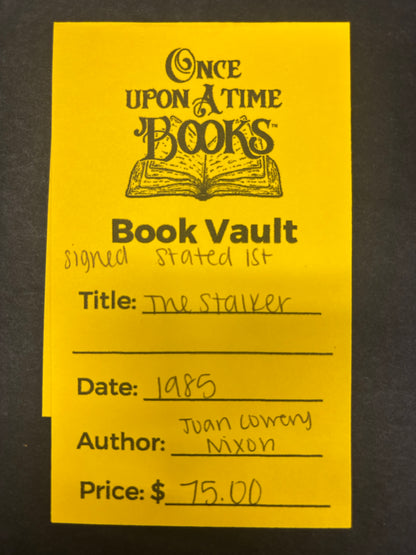 ONCE
UPON A TIME
BOOKS™
Book Vault
signed stated 1st
Title: The Stalker
Date: 1985
Joan Lowery
Author: Nixon
Price: $ 75.00